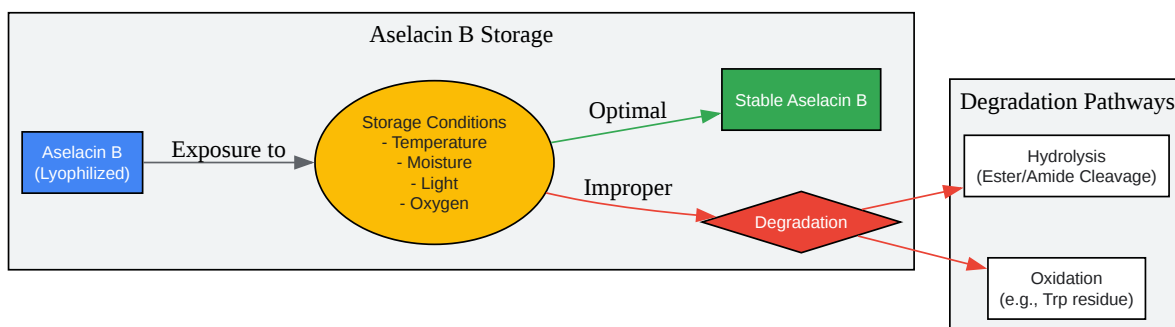 Aselacin B Storage
Aselacin B
(Lyophilized)
Exposure to
Storage Conditions
- Temperature
- Moisture
- Light
- Oxygen
Optimal
Improper
Stable Aselacin B
Degradation
Degradation Pathways
Hydrolysis
(Ester/Amide Cleavage)
Oxidation
(e.g., Trp residue)